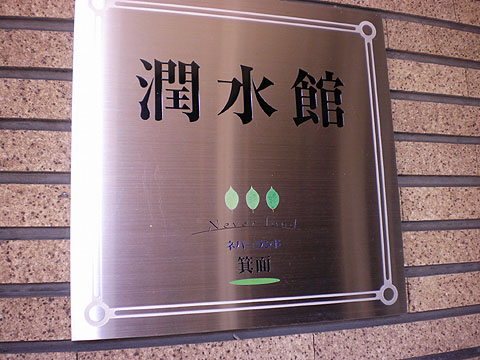 潤水館
Never Land
ネバーランド
箕面